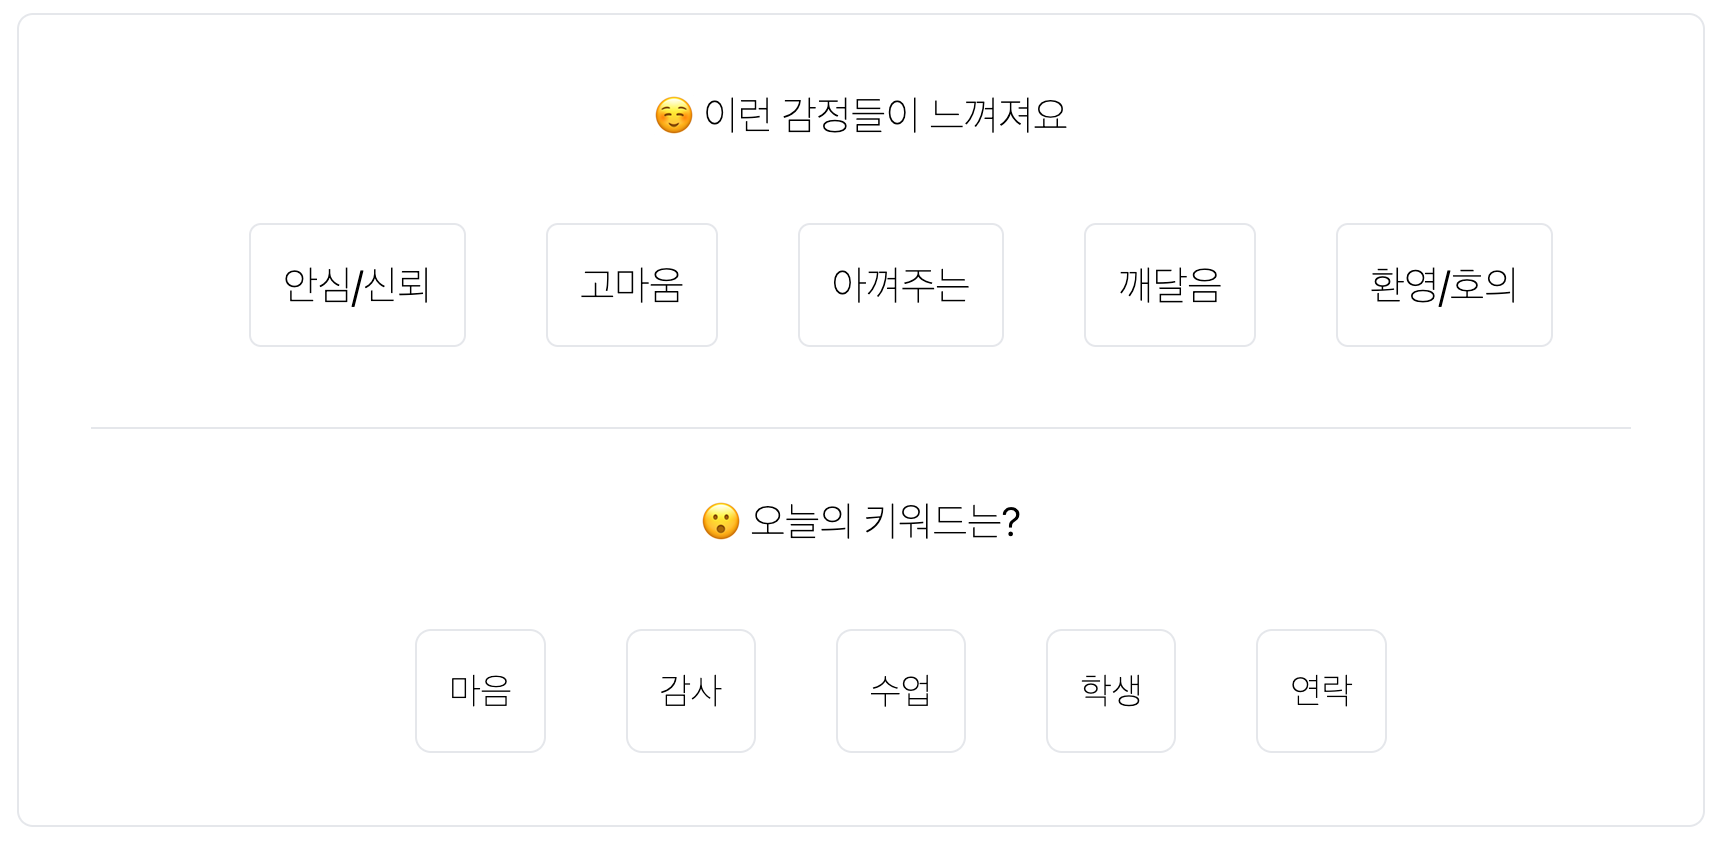 ☺️ 이런 감정들이 느껴져요
안심/신뢰 고마움 아껴주는 깨달음 환영/호의
😮 오늘의 키워드는?
마음 감사 수업 학생 연락